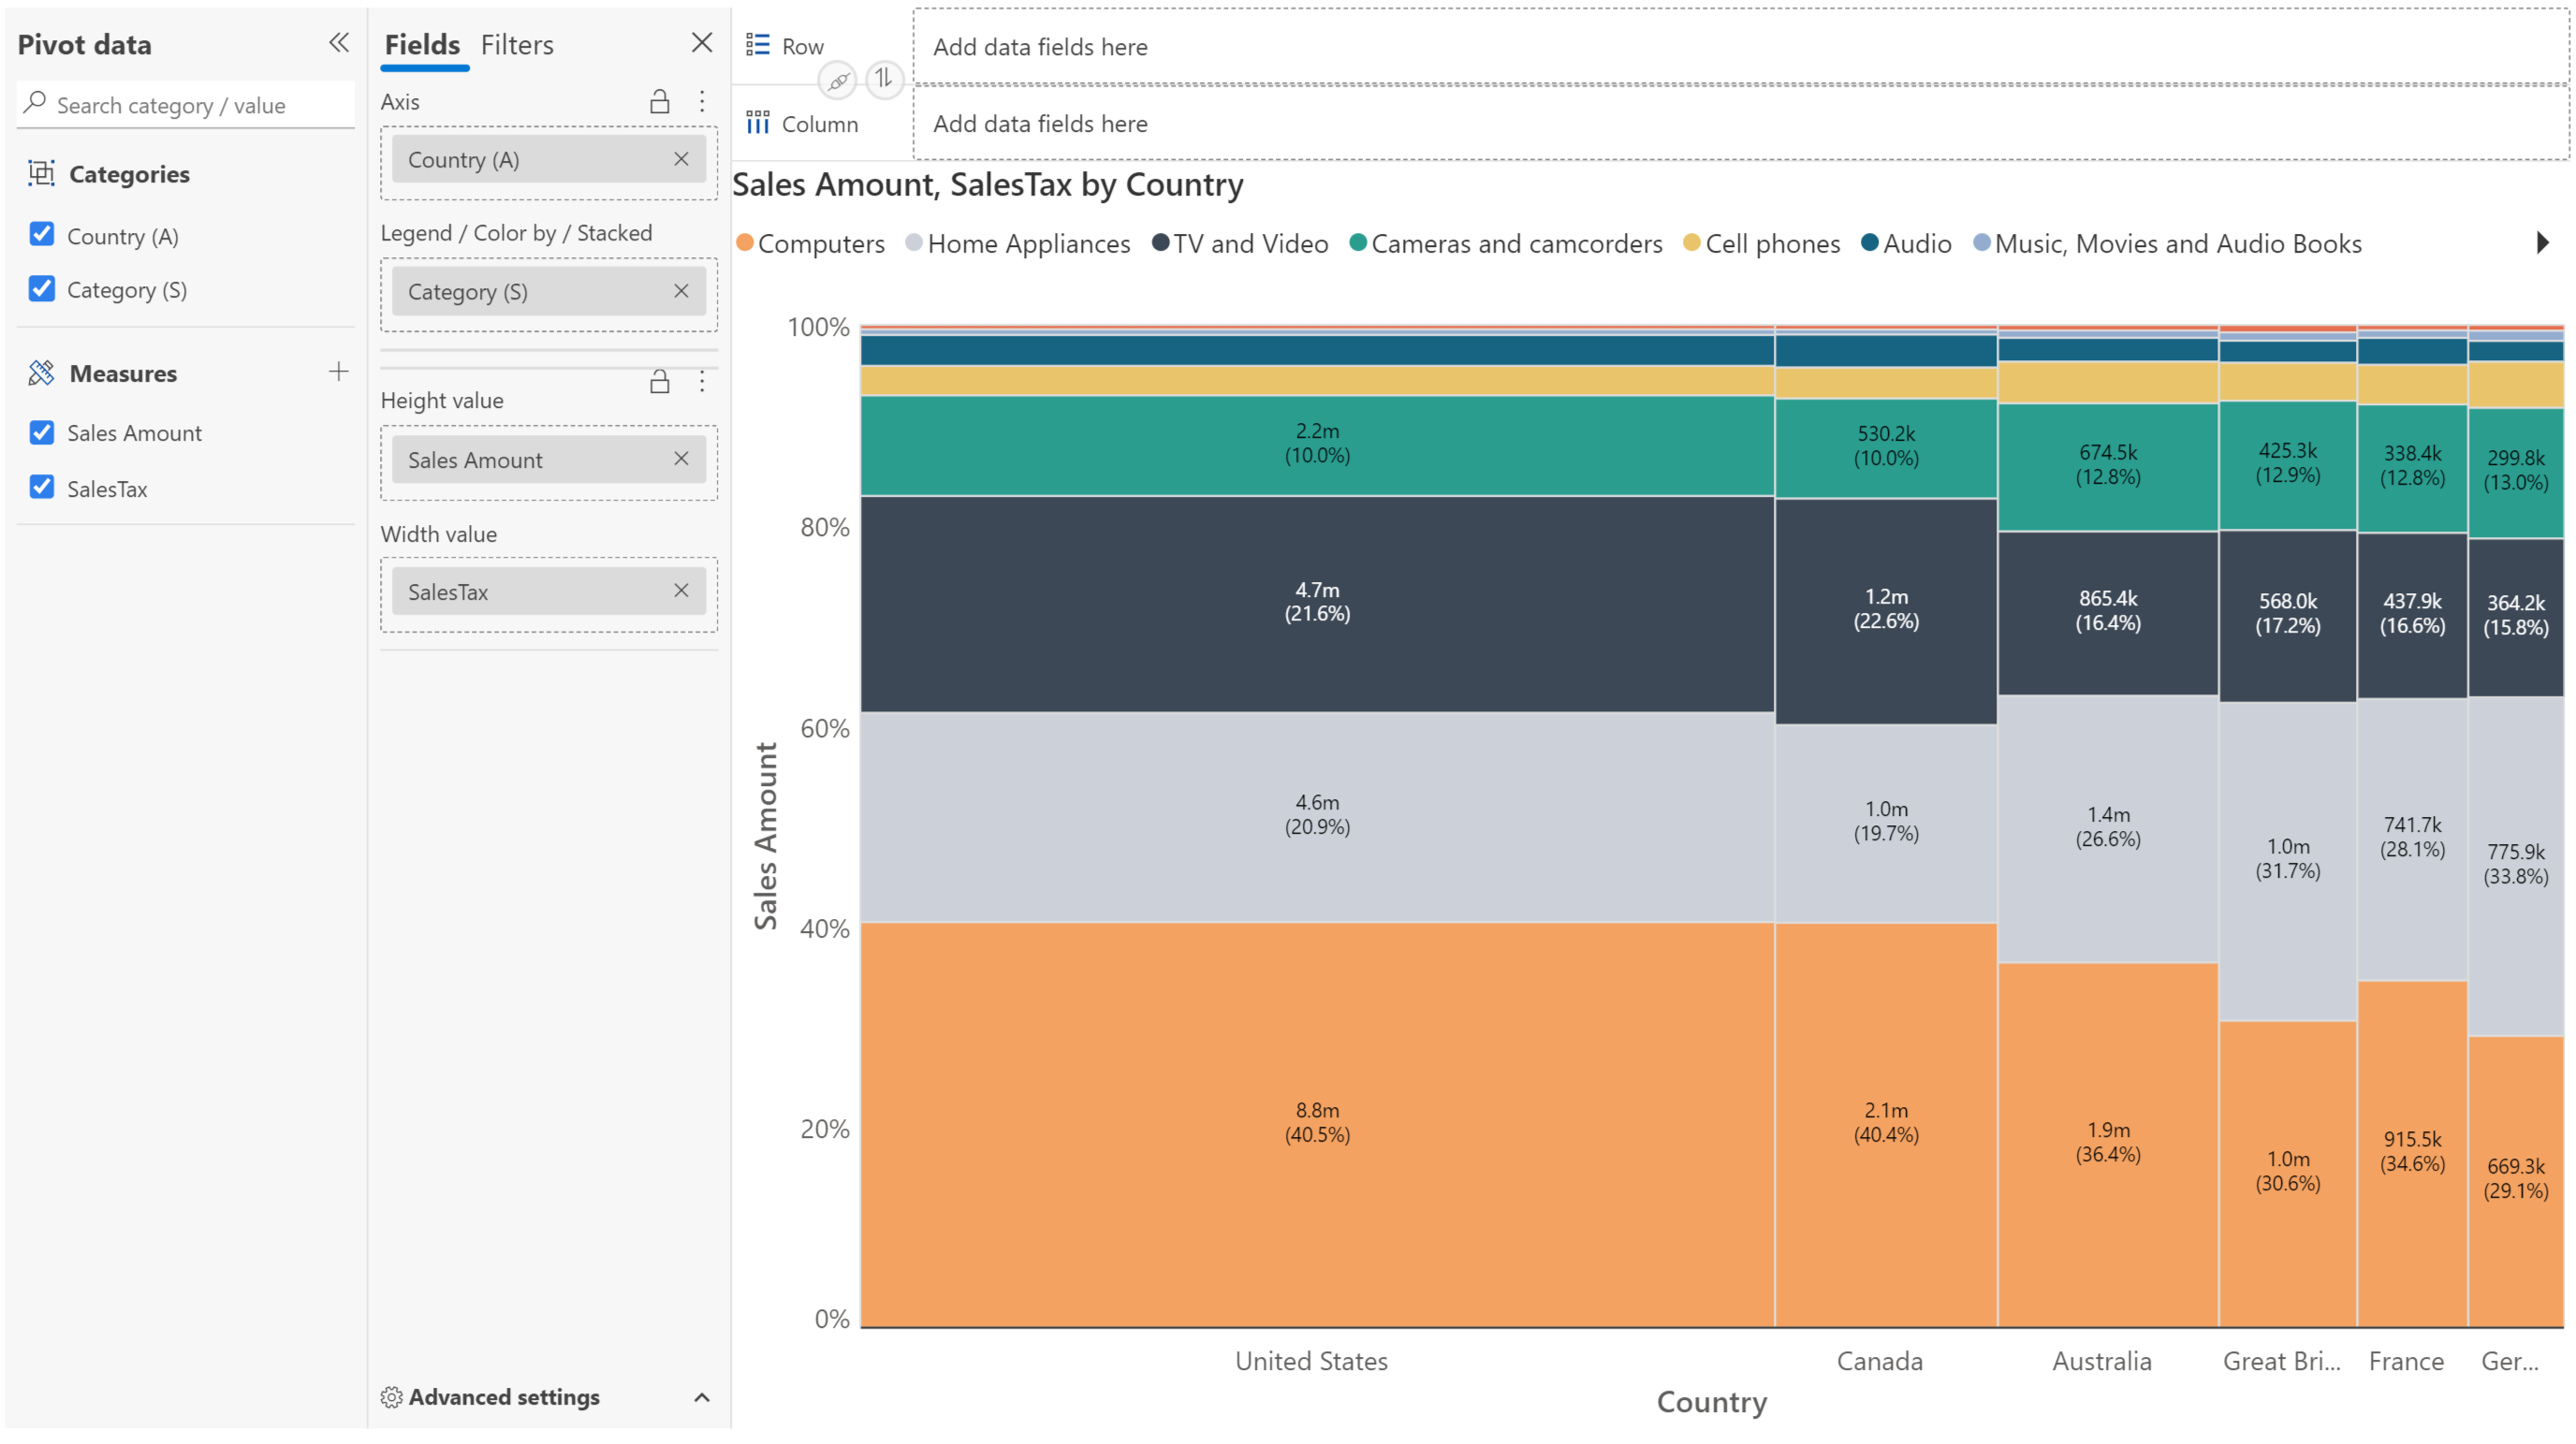 Pivot data
Search category / value
Categories
Country (A)
Category (S)
Measures
Sales Amount
SalesTax
Fields
Filters
Axis
Country (A)
Legend / Color by / Stacked
Category (S)
Height value
Sales Amount
Width value
SalesTax
Advanced settings
Row
Add data fields here
Column
Add data fields here
Sales Amount, SalesTax by Country
Computers
Home Appliances
TV and Video
Cameras and camcorders
Cell phones
Audio
Music, Movies and Audio Books
Sales Amount
100%
80%
60%
40%
20%
0%
2.2m
(10.0%)
4.7m
(21.6%)
4.6m
(20.9%)
8.8m
(40.5%)
530.2k
(10.0%)
1.2m
(22.6%)
1.0m
(19.7%)
2.1m
(40.4%)
674.5k
(12.8%)
865.4k
(16.4%)
1.4m
(26.6%)
1.9m
(36.4%)
425.3k
(12.9%)
568.0k
(17.2%)
1.0m
(31.7%)
1.0m
(30.6%)
338.4k
(12.8%)
437.9k
(16.6%)
741.7k
(28.1%)
915.5k
(34.6%)
299.8k
(13.0%)
364.2k
(15.8%)
775.9k
(33.8%)
669.3k
(29.1%)
United States
Canada
Australia
Great Bri...
France
Ger...
Country